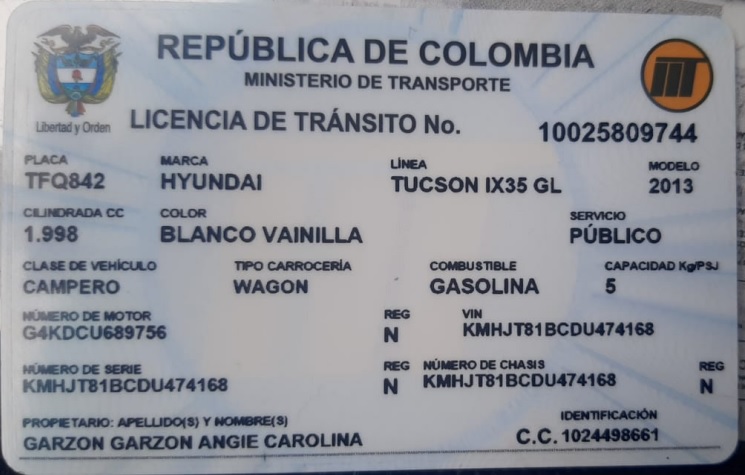 REPÚBLICA DE COLOMBIA
MINISTERIO DE TRANSPORTE
Libertad y Orden
LICENCIA DE TRÁNSITO No. 10025809744
PLACA MARCA LÍNEA MODELO
TFQ842 HYUNDAI TUCSON IX35 GL 2013
CILINDRADA CC COLOR SERVICIO
1.998 BLANCO VAINILLA PÚBLICO
CLASE DE VEHÍCULO TIPO CARROCERÍA COMBUSTIBLE CAPACIDAD Kg/PSJ
CAMPERO WAGON GASOLINA 5
NÚMERO DE MOTOR REG VIN
G4KDCU689756 N KMHJT81BCDU474168
NÚMERO DE SERIE REG NÚMERO DE CHASIS REG
KMHJT81BCDU474168 N KMHJT81BCDU474168 N
PROPIETARIO: APELLIDO(S) Y NOMBRE(S) IDENTIFICACIÓN
GARZON GARZON ANGIE CAROLINA C.C. 1024498661